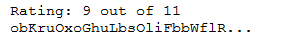 Rating: 9 out of 11
obKruOxoGhuLbsOliFbbWflR...